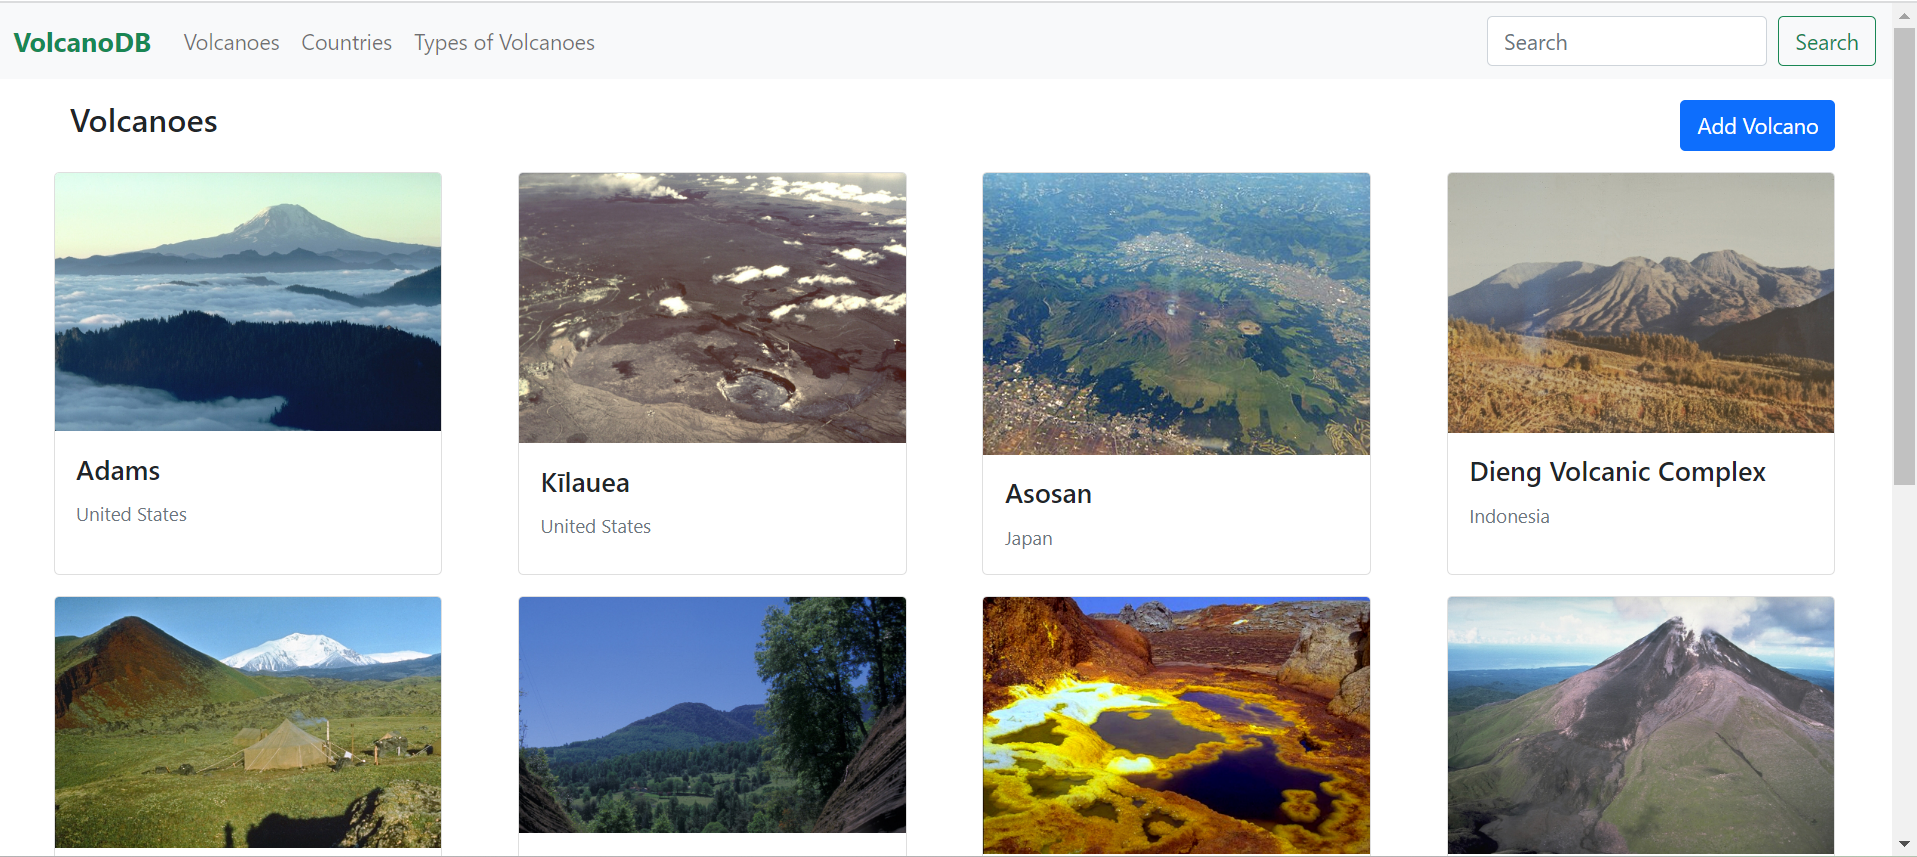 VolcanoDB Volcanoes Countries Types of Volcanoes Search Search
Volcanoes Add Volcano
Adams
United States
Kīlauea
United States
Asosan
Japan
Dieng Volcanic Complex
Indonesia